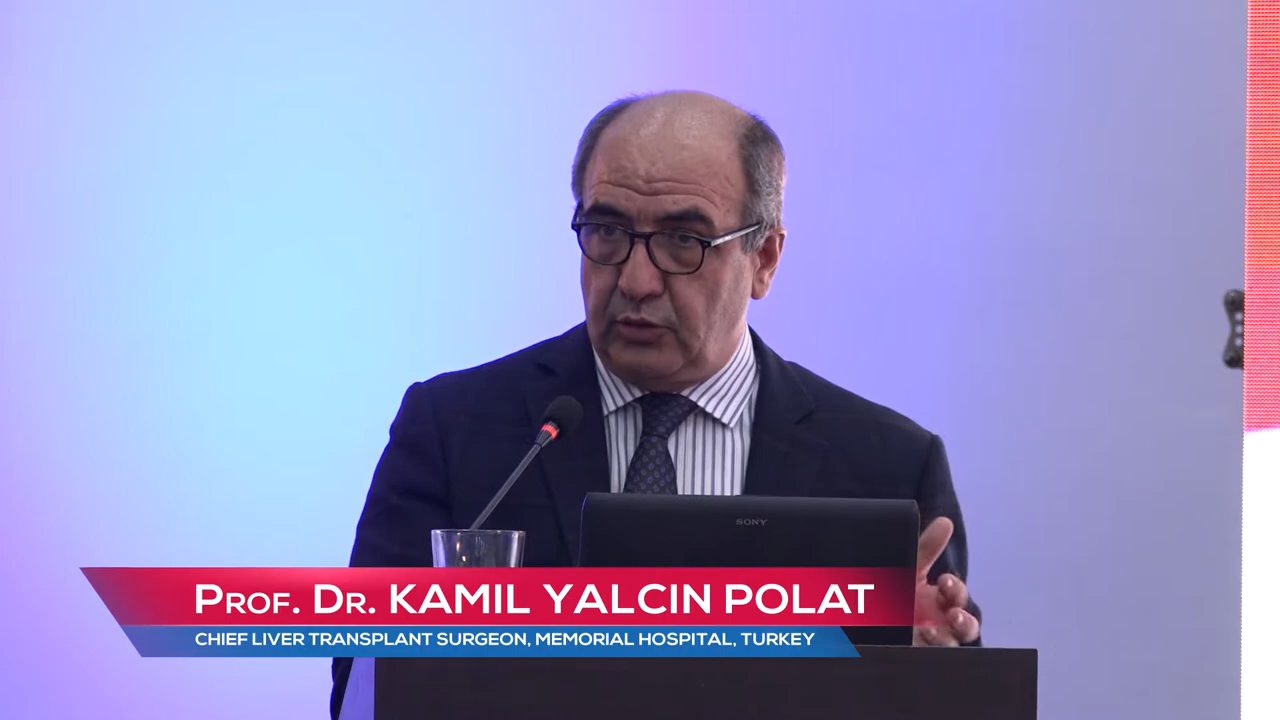 SONY
Prof. Dr. KAMIL YALCIN POLAT
CHIEF LIVER TRANSPLANT SURGEON, MEMORIAL HOSPITAL, TURKEY